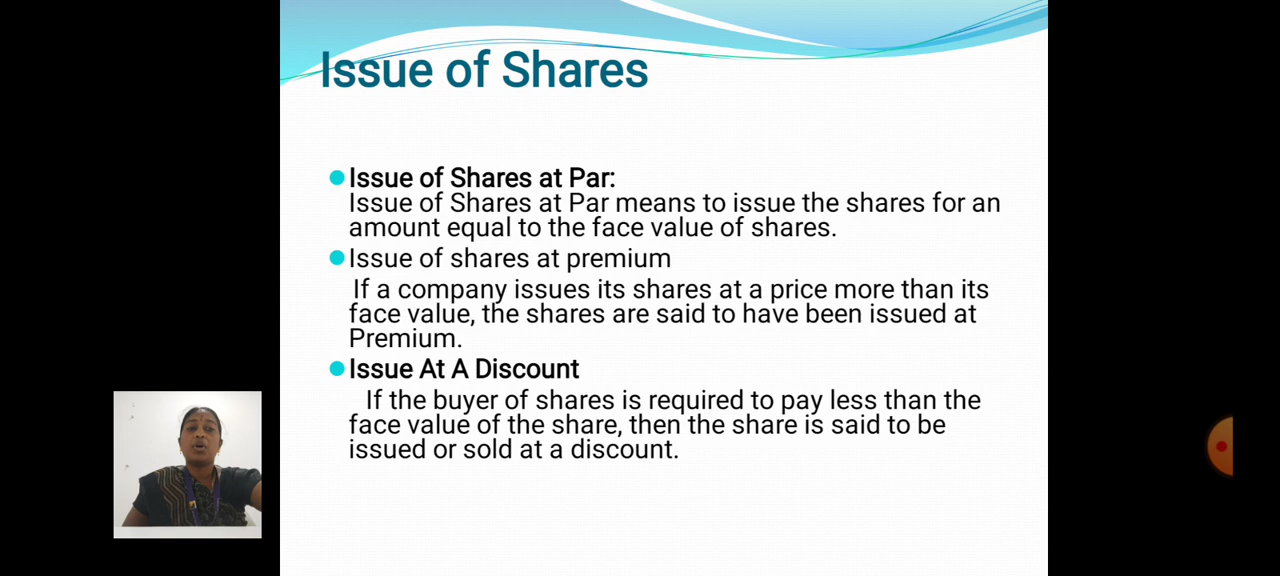 Issue of Shares
Issue of Shares at Par:
Issue of Shares at Par means to issue the shares for an
amount equal to the face value of shares.
Issue of shares at premium
If a company issues its shares at a price more than its
face value, the shares are said to have been issued at
Premium.
Issue At A Discount
If the buyer of shares is required to pay less than the
face value of the share, then the share is said to be
issued or sold at a discount.